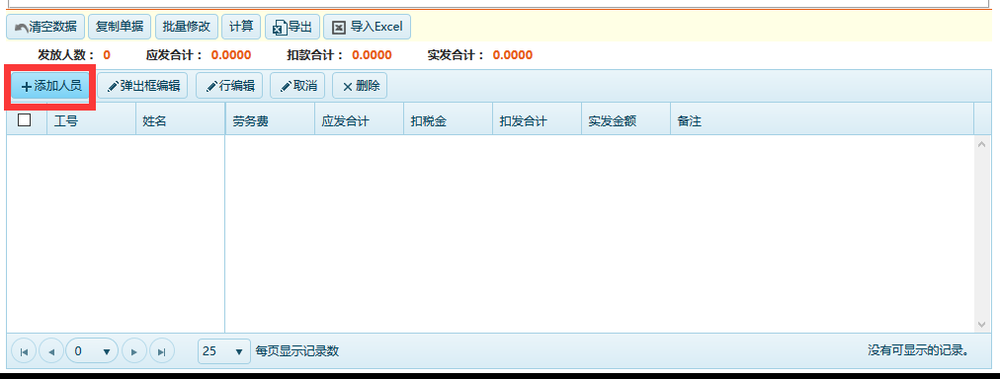 清空数据 复制单据 批量修改 计算 导出 导入Excel
发放人数： 0 应发合计： 0.0000 扣款合计： 0.0000 实发合计： 0.0000
添加人员 弹出框编辑 行编辑 取消 删除
工号 姓名 劳务费 应发合计 扣税金 扣发合计 实发金额 备注
0 25 每页显示记录数 没有可显示的记录。